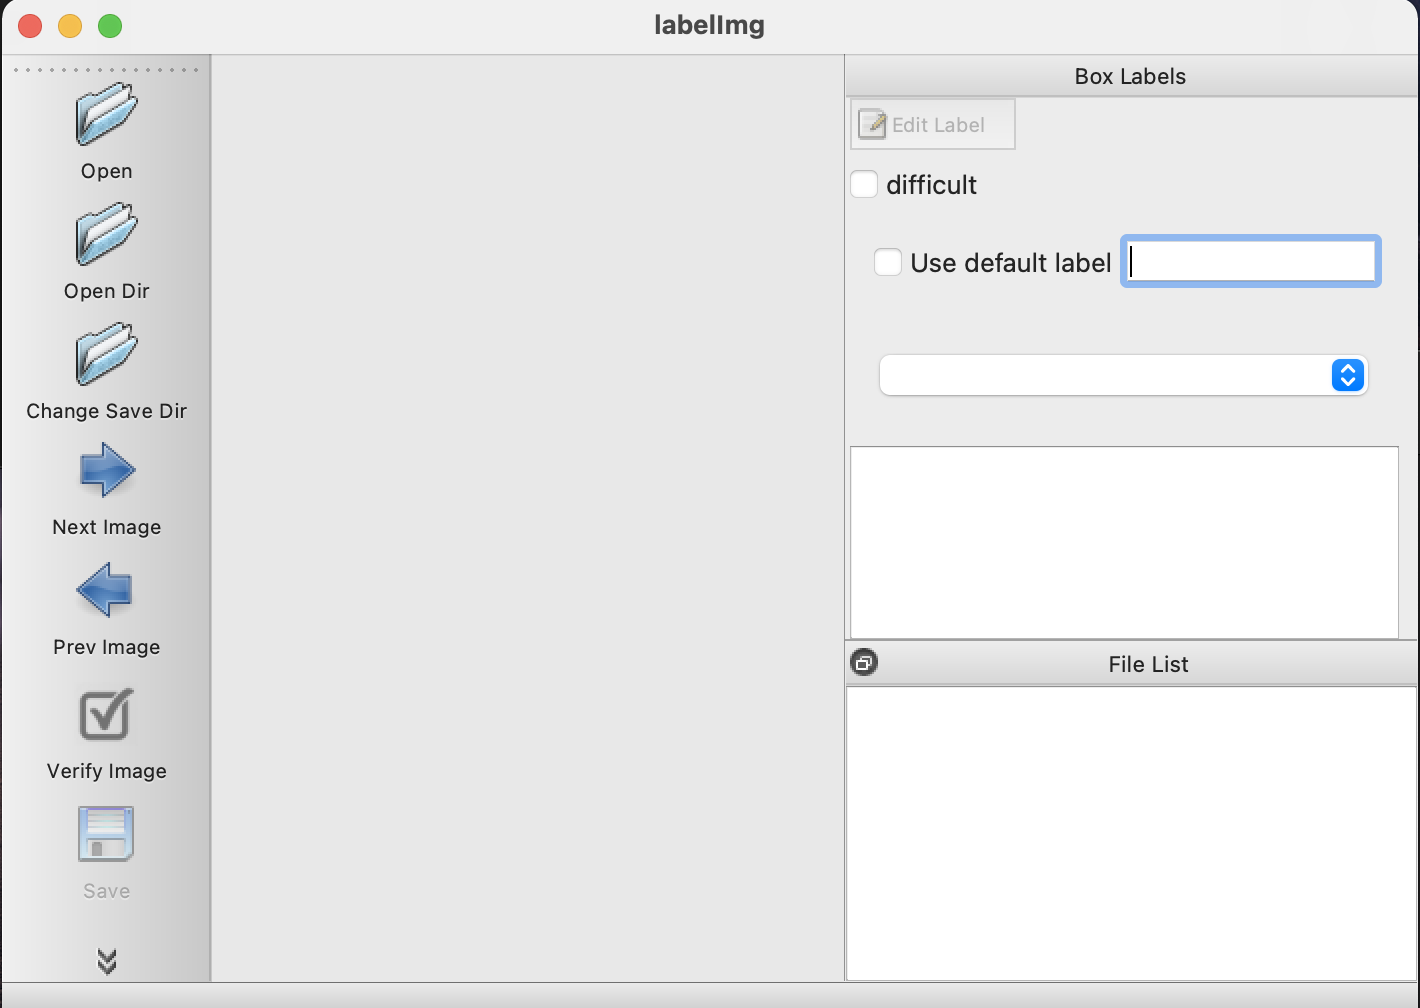 labelImg
Open
Open Dir
Change Save Dir
Next Image
Prev Image
Verify Image
Save
Box Labels
Edit Label
difficult
Use default label
File List